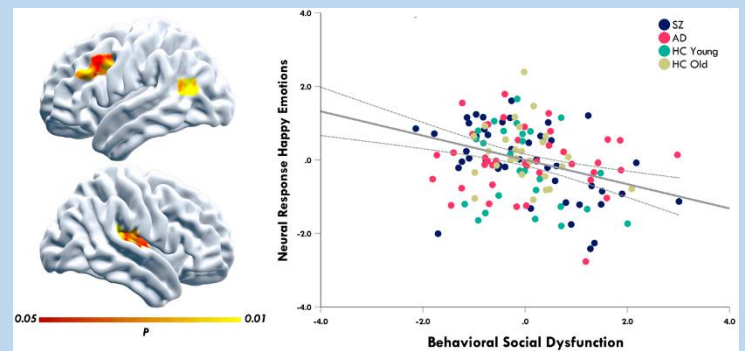 0.05
0.01
P
Neural Response Happy Emotions
4.0
2.0
.0
-2.0
-4.0
-4.0
-2.0
.0
2.0
4.0
Behavioral Social Dysfunction
SZ
AD
HC Young
HC Old